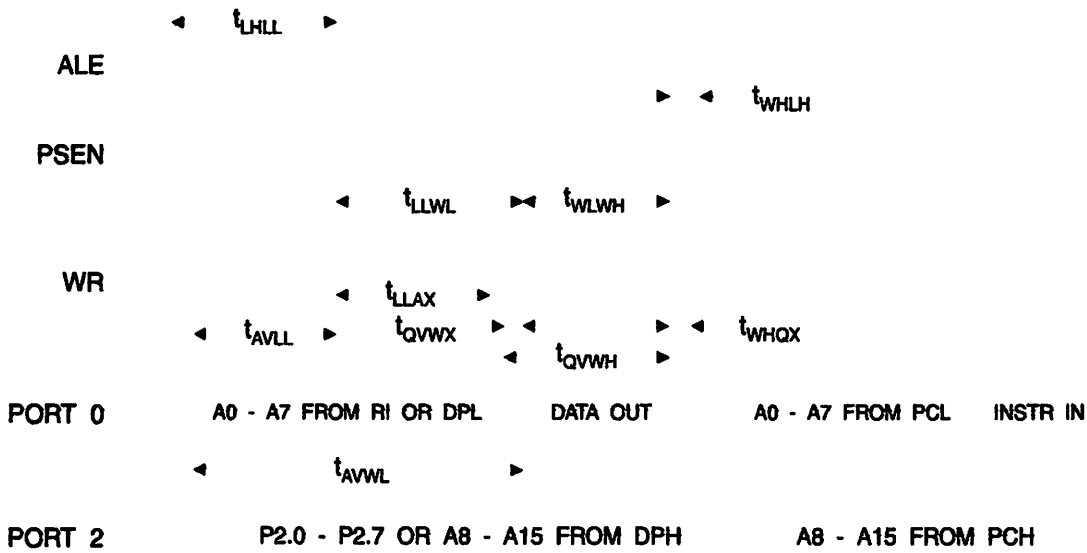 tLHLL
ALE
tWHLH
PSEN
tLLWL tWLWH
WR
tLLAX
tAVLL tQVWX tWHQX
tQVWH
PORT 0 A0 - A7 FROM RI OR DPL DATA OUT A0 - A7 FROM PCL INSTR IN
tAVWL
PORT 2 P2.0 - P2.7 OR A8 - A15 FROM DPH A8 - A15 FROM PCH